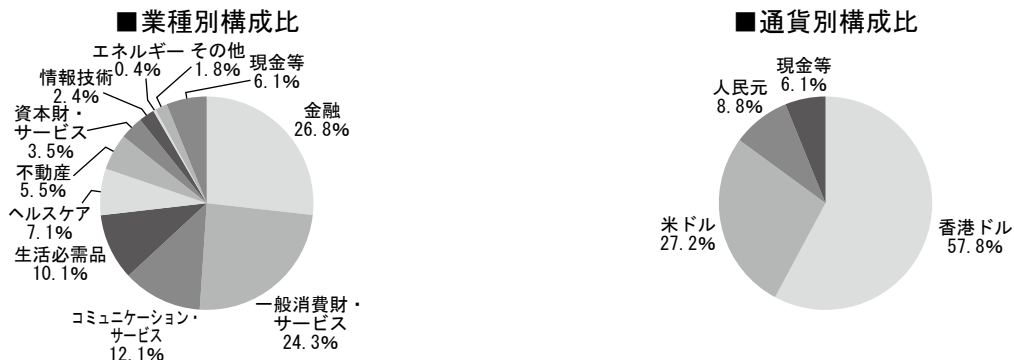 ■業種別構成比
金融
26.8%
一般消費財・
サービス
24.3%
コミュニケーション・
サービス
12.1%
生活必需品
10.1%
ヘルスケア
7.1%
不動産
5.5%
資本財・
サービス
3.5%
情報技術
2.4%
エネルギー
0.4%
その他
1.8%
現金等
6.1%
■通貨別構成比
香港ドル
57.8%
米ドル
27.2%
人民元
8.8%
現金等
6.1%